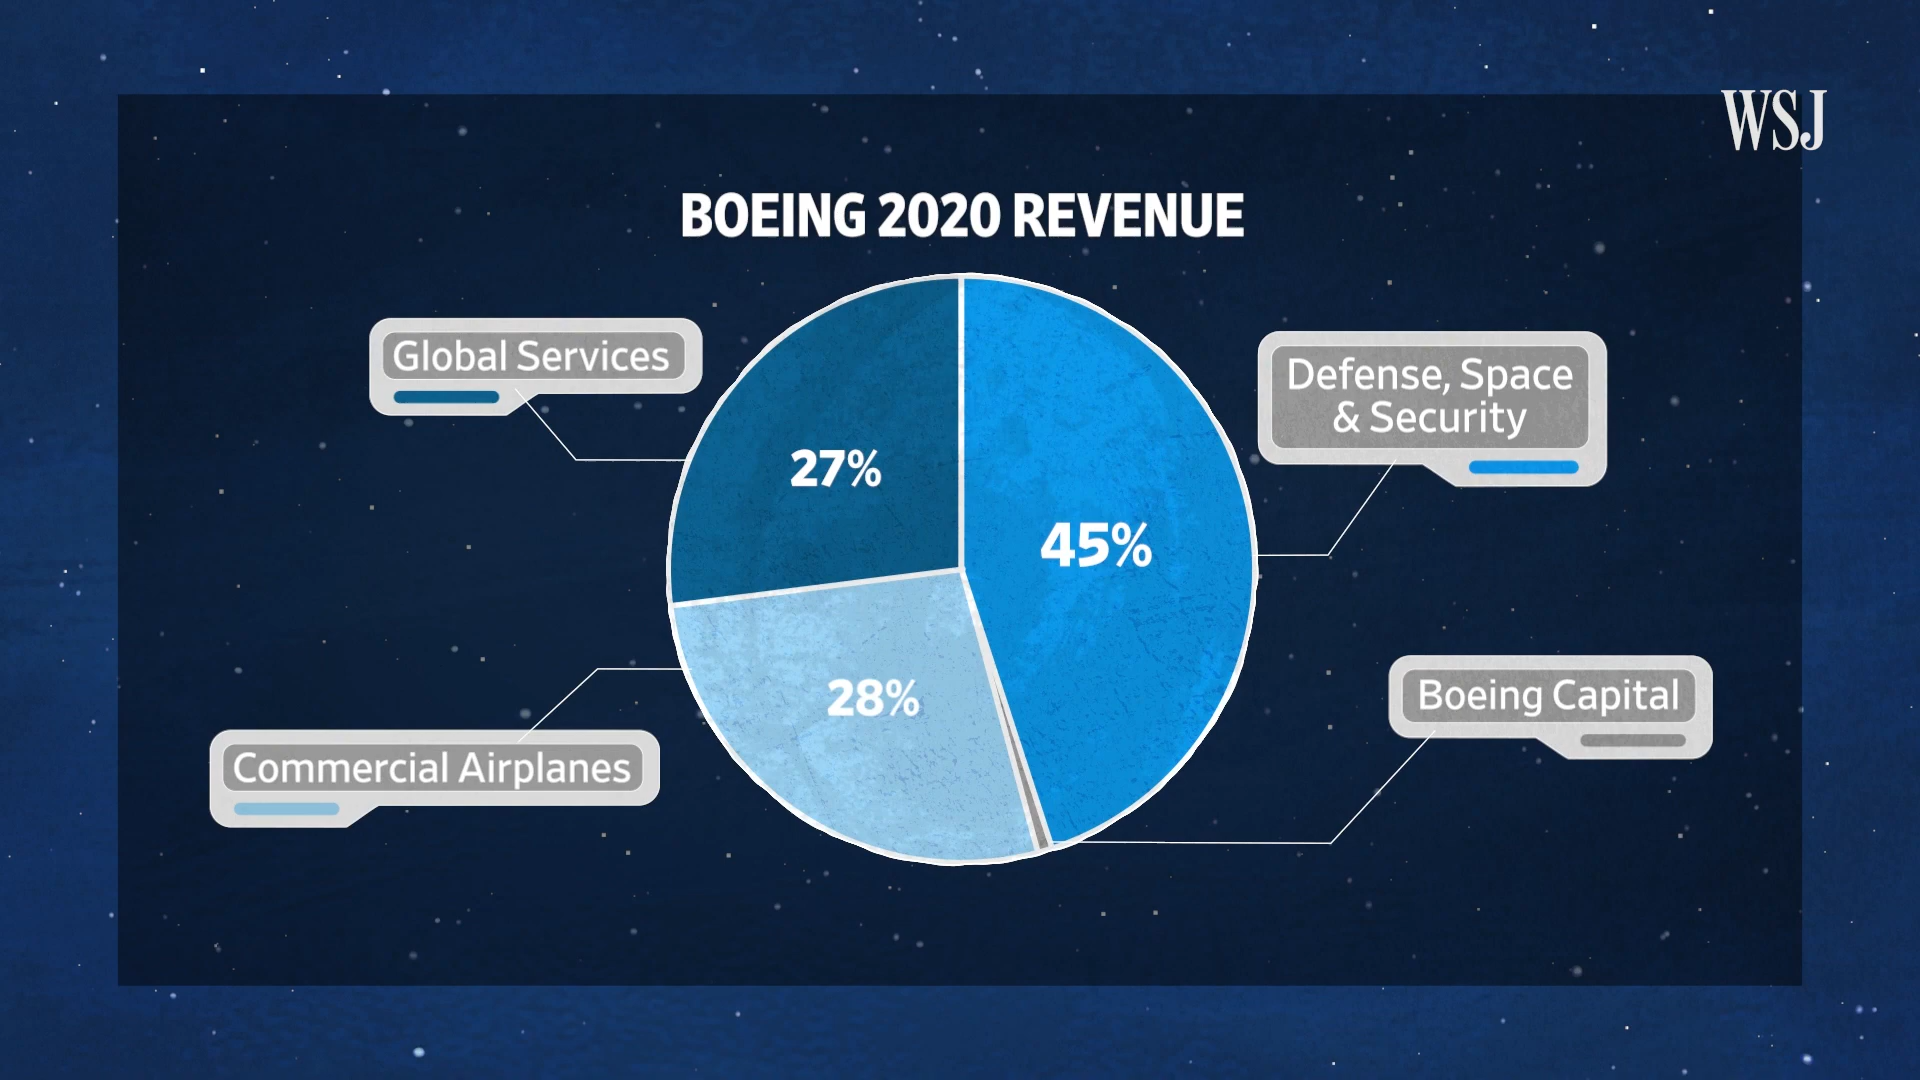 WSJ
BOEING 2020 REVENUE
Global Services
Defense, Space
& Security
27%
45%
28%
Boeing Capital
Commercial Airplanes